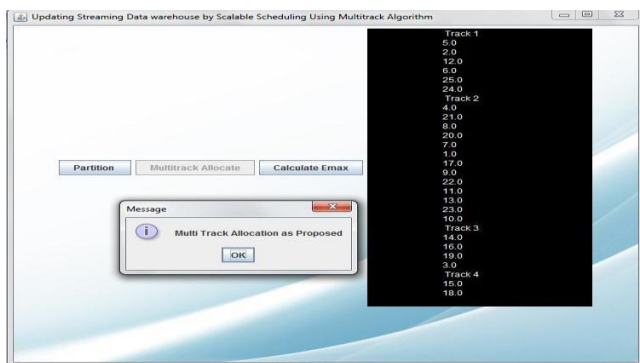 Updating Streaming Data warehouse by Scalable Scheduling Using Multitrack Algorithm
Track 1
5.0
2.0
12.0
6.0
25.0
24.0
Track 2
4.0
21.0
8.0
20.0
7.0
1.0
17.0
9.0
22.0
11.0
13.0
23.0
10.0
Track 3
14.0
16.0
19.0
3.0
Track 4
15.0
18.0
Partition
Multitrack Allocate
Calculate Emax
Message
Multi Track Allocation as Proposed
OK